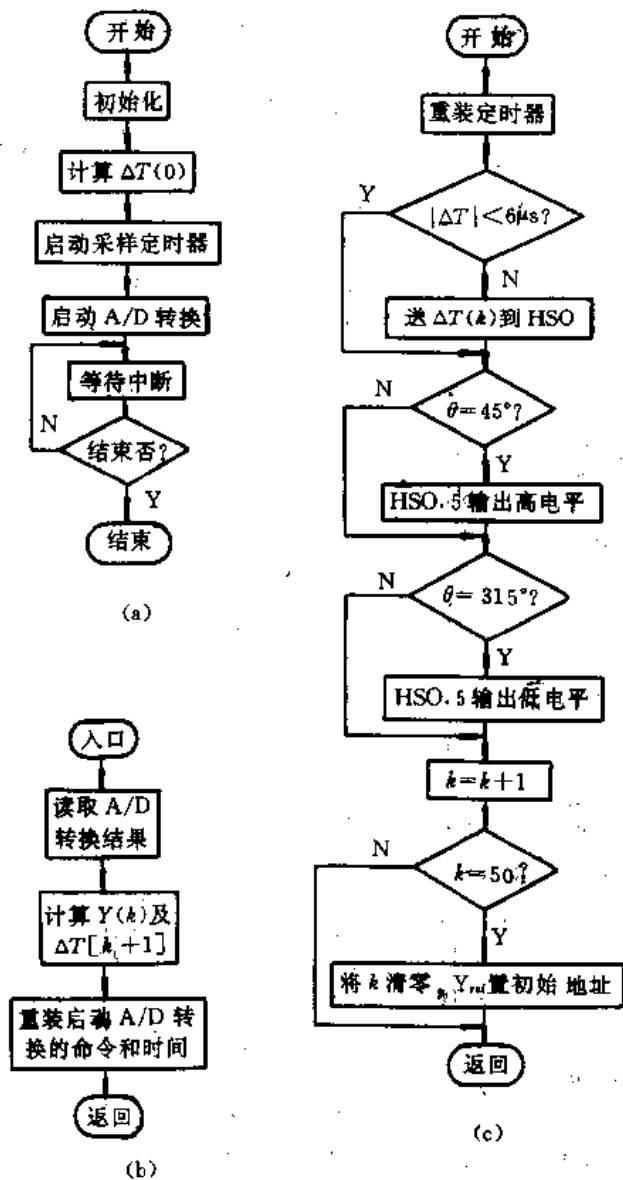 开始
初始化
计算 ΔT(0)
启动采样定时器
启动 A/D 转换
等待中断
N
结束否?
Y
结束
(a)
入口
读取 A/D
转换结果
计算 Y(k)及
ΔT[k+1]
重装启动 A/D 转
换的命令和时间
返回
(b)
开始
重装定时器
Y
|ΔT|<6μs?
N
送 ΔT(k)到 HSO
N
θ=45°?
Y
HSO.5 输出高电平
N
θ=315°?
Y
HSO.5 输出低电平
k=k+1
N
k=50?
Y
将 k 清零,Yref置初始 地址
返回
(c)